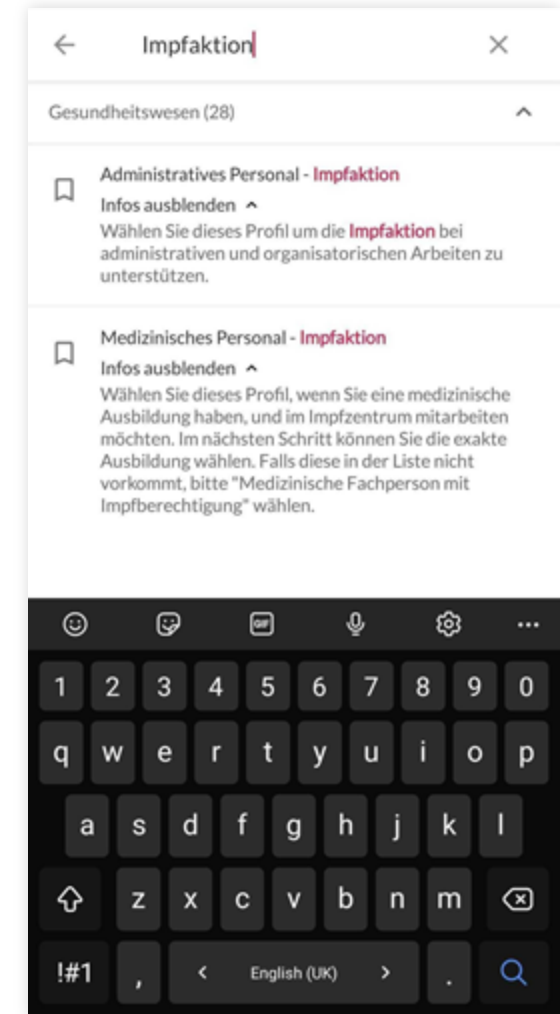 Impfaktion
Gesundheitswesen (28)
Administratives Personal - Impfaktion
Infos ausblenden
Wählen Sie dieses Profil um die Impfaktion bei
administrativen und organisatorischen Arbeiten zu
unterstützen.
Medizinisches Personal - Impfaktion
Infos ausblenden
Wählen Sie dieses Profil, wenn Sie eine medizinische
Ausbildung haben, und im Impfzentrum mitarbeiten
möchten. Im nächsten Schritt können Sie die exakte
Ausbildung wählen. Falls diese in der Liste nicht
vorkommt, bitte "Medizinische Fachperson mit
Impfberechtigung" wählen.
GIF
1 2 3 4 5 6 7 8 9 0
q w e r t y u i o p
a s d f g h j k l
z x c v b n m
!#1 , < English (UK) > .